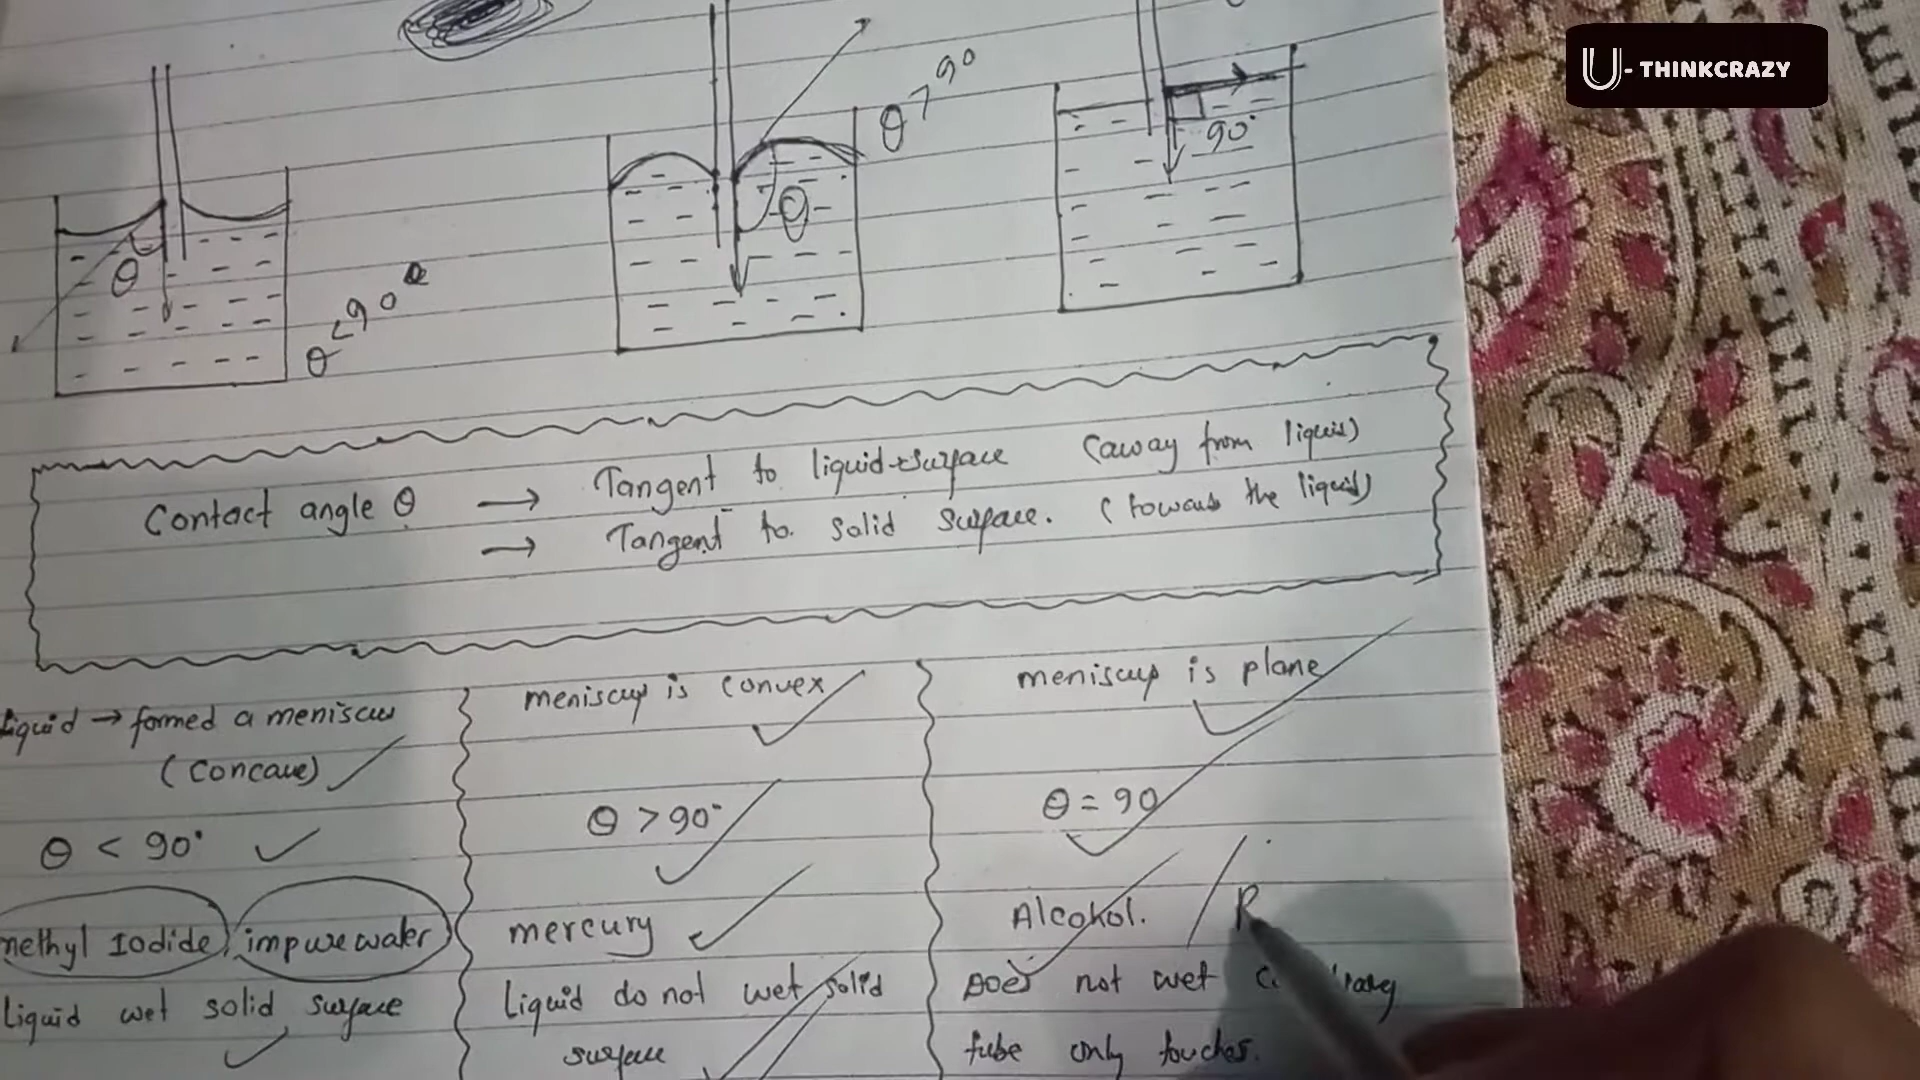 U - THINKCRAZY
θ > 90
90°
θ
θ
θ < 90°
Contact angle θ → Tangent to liquid-surface (away from liquid)
→ Tangent to solid surface. (towards the liquid)
liquid → formed a meniscus
(Concave)
θ < 90°
methyl Iodide, impure water
liquid wet solid surface
meniscus is convex
θ > 90°
mercury
liquid do not wet solid
surface
meniscus is plane
θ = 90
Alcohol. / P
Does not wet
tube only touches.